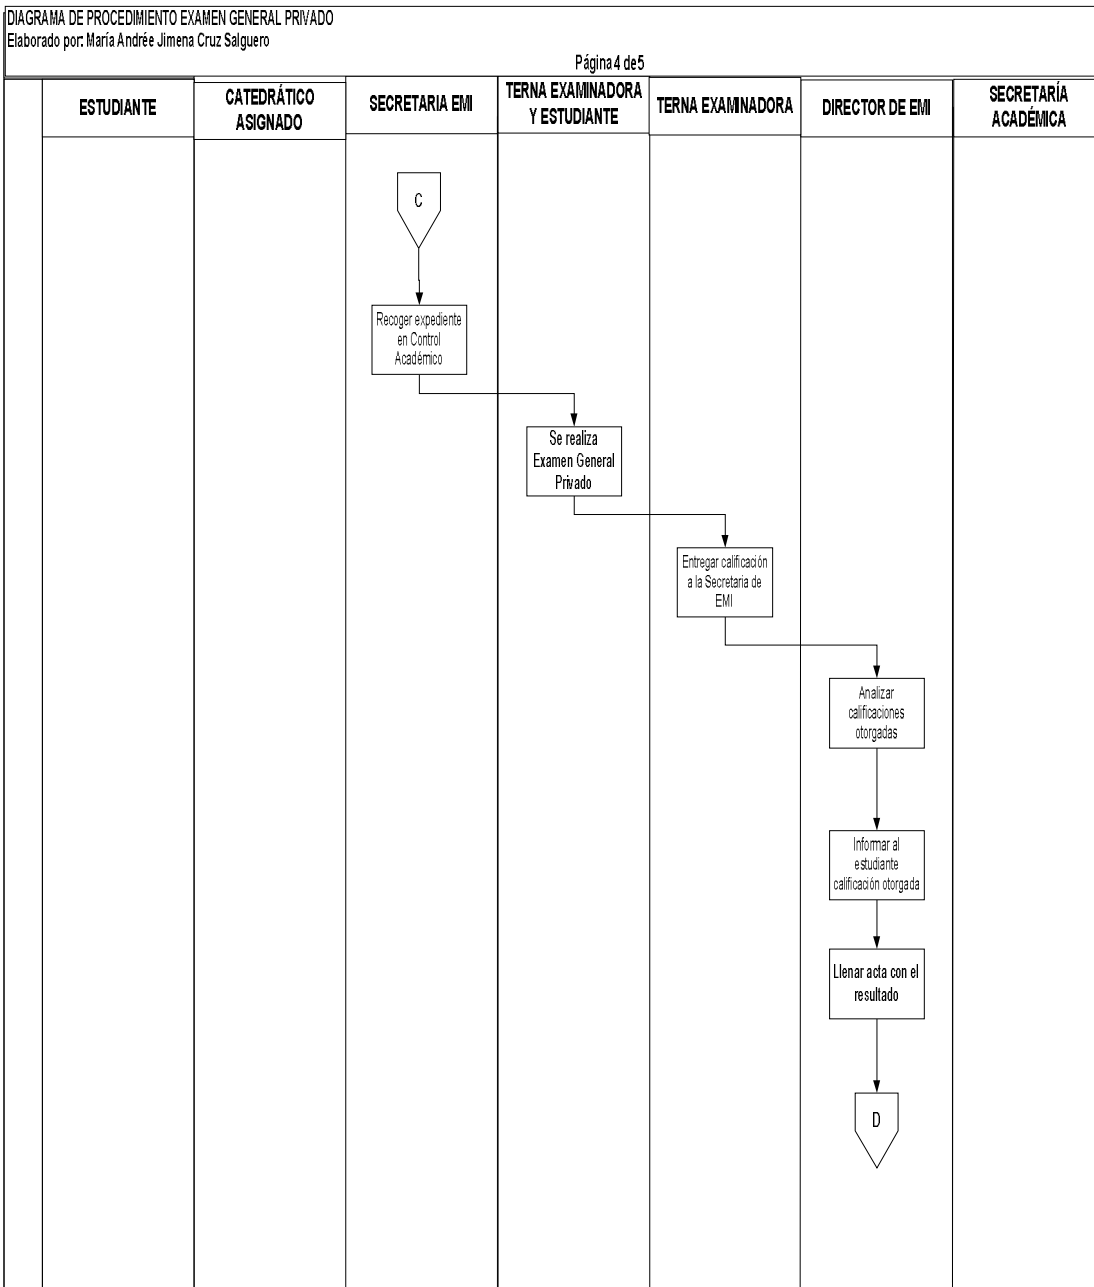 DIAGRAMA DE PROCEDIMIENTO EXAMEN GENERAL PRIVADO
Elaborado por: María Andrée Jimena Cruz Salguero
Página 4 de 5
ESTUDIANTE
CATEDRÁTICO
ASIGNADO
SECRETARIA EMI
TERNA EXAMINADORA
Y ESTUDIANTE
TERNA EXAMINADORA
DIRECTOR DE EMI
SECRETARÍA
ACADÉMICA
C
Recoger expediente
en Control
Académico
Se realiza
Examen General
Privado
Entregar calificación
a la Secretaria de
EMI
Analizar
calificaciones
otorgadas
Informar al
estudiante
calificación otorgada
Llenar acta con el
resultado
D